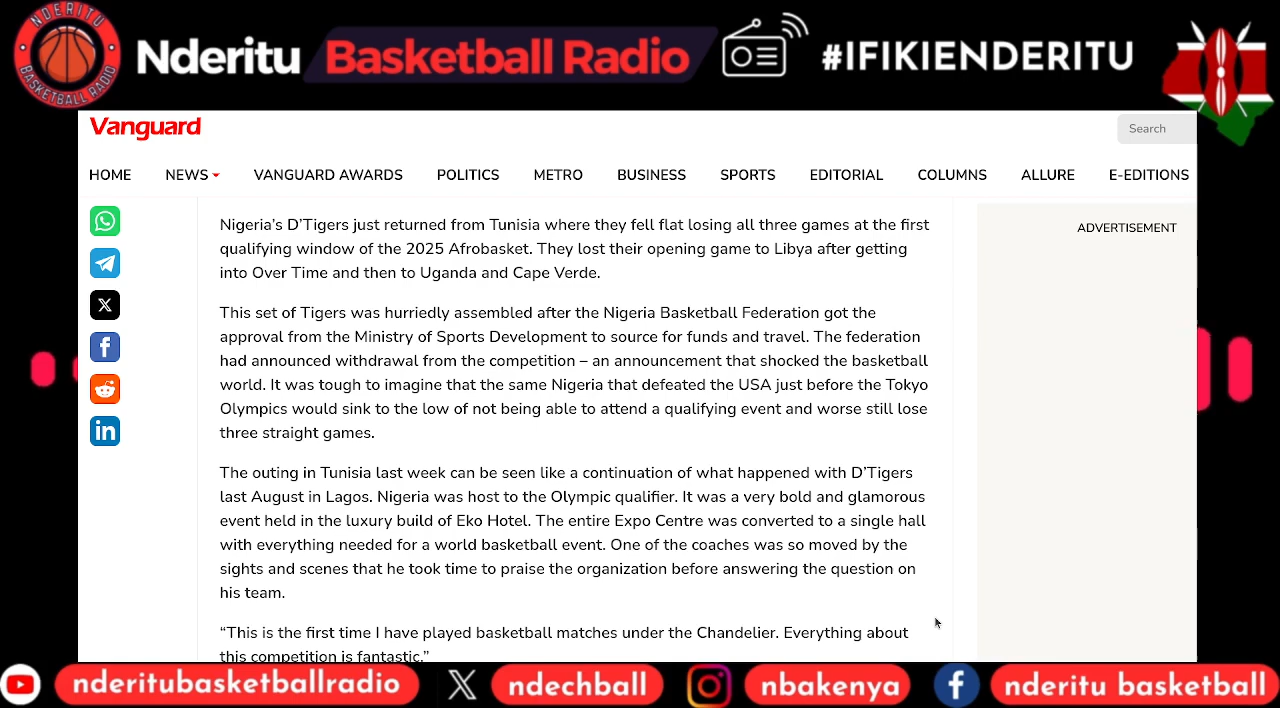 NDERITU
BASKETBALL RADIO
Nderitu Basketball Radio
#IFIKIENDERITU
Vanguard
Search
HOME NEWS VANGUARD AWARDS POLITICS METRO BUSINESS SPORTS EDITORIAL COLUMNS ALLURE E-EDITIONS
ADVERTISEMENT
Nigeria’s D’Tigers just returned from Tunisia where they fell flat losing all three games at the first
qualifying window of the 2025 Afrobasket. They lost their opening game to Libya after getting
into Over Time and then to Uganda and Cape Verde.
This set of Tigers was hurriedly assembled after the Nigeria Basketball Federation got the
approval from the Ministry of Sports Development to source for funds and travel. The federation
had announced withdrawal from the competition – an announcement that shocked the basketball
world. It was tough to imagine that the same Nigeria that defeated the USA just before the Tokyo
Olympics would sink to the low of not being able to attend a qualifying event and worse still lose
three straight games.
The outing in Tunisia last week can be seen like a continuation of what happened with D’Tigers
last August in Lagos. Nigeria was host to the Olympic qualifier. It was a very bold and glamorous
event held in the luxury build of Eko Hotel. The entire Expo Centre was converted to a single hall
with everything needed for a world basketball event. One of the coaches was so moved by the
sights and scenes that he took time to praise the organization before answering the question on
his team.
“This is the first time I have played basketball matches under the Chandelier. Everything about
this competition is fantastic.”
nderitubasketballradio ndechball nbakenya nderitu basketball